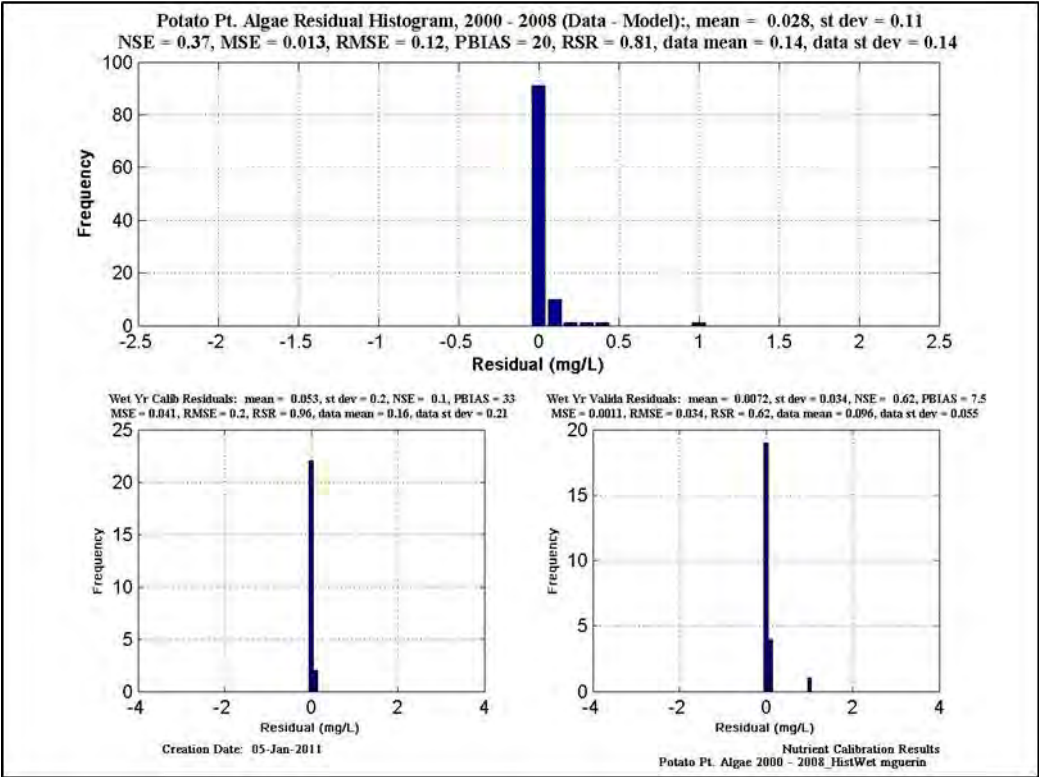 Potato Pt. Algae Residual Histogram, 2000 - 2008 (Data - Model):, mean = 0.028, st dev = 0.11
NSE = 0.37, MSE = 0.013, RMSE = 0.12, PBIAS = 20, RSR = 0.81, data mean = 0.14, data st dev = 0.14
100
80
60
40
20
0
Frequency
-2.5 -2 -1.5 -1 -0.5 0 0.5 1 1.5 2 2.5
Residual (mg/L)
Wet Yr Calib Residuals: mean = 0.053, st dev = 0.2, NSE = 0.1, PBIAS = 33
MSE = 0.041, RMSE = 0.2, RSR = 0.96, data mean = 0.16, data st dev = 0.21
25
20
15
10
5
0
Frequency
-4 -2 0 2 4
Residual (mg/L)
Creation Date: 05-Jan-2011
Wet Yr Valida Residuals: mean = 0.0072, st dev = 0.034, NSE = 0.62, PBIAS = 7.5
MSE = 0.0011, RMSE = 0.034, RSR = 0.62, data mean = 0.096, data st dev = 0.055
20
15
10
5
0
Frequency
-4 -2 0 2 4
Residual (mg/L)
Nutrient Calibration Results
Potato Pt. Algae 2000 - 2008_HistWet mguerin